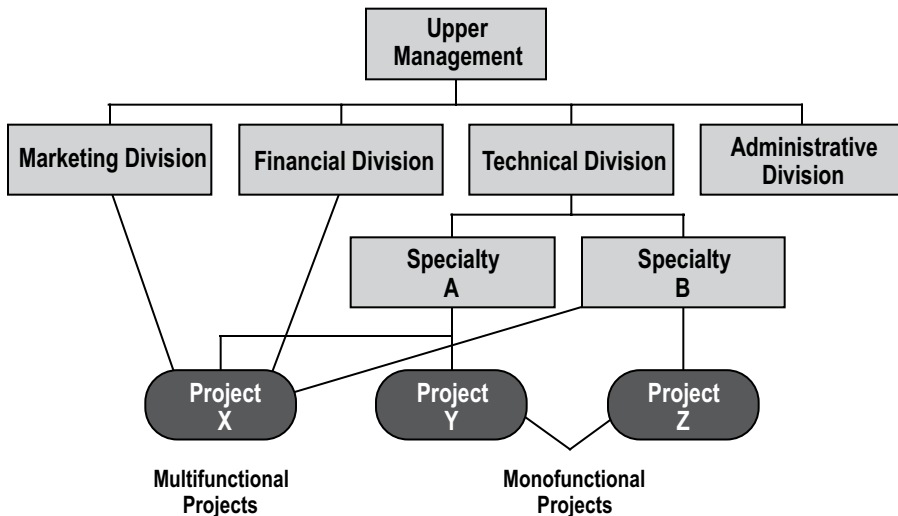 Upper
Management
Marketing Division
Financial Division
Technical Division
Administrative
Division
Specialty
A
Specialty
B
Project
X
Project
Y
Project
Z
Multifunctional
Projects
Monofunctional
Projects